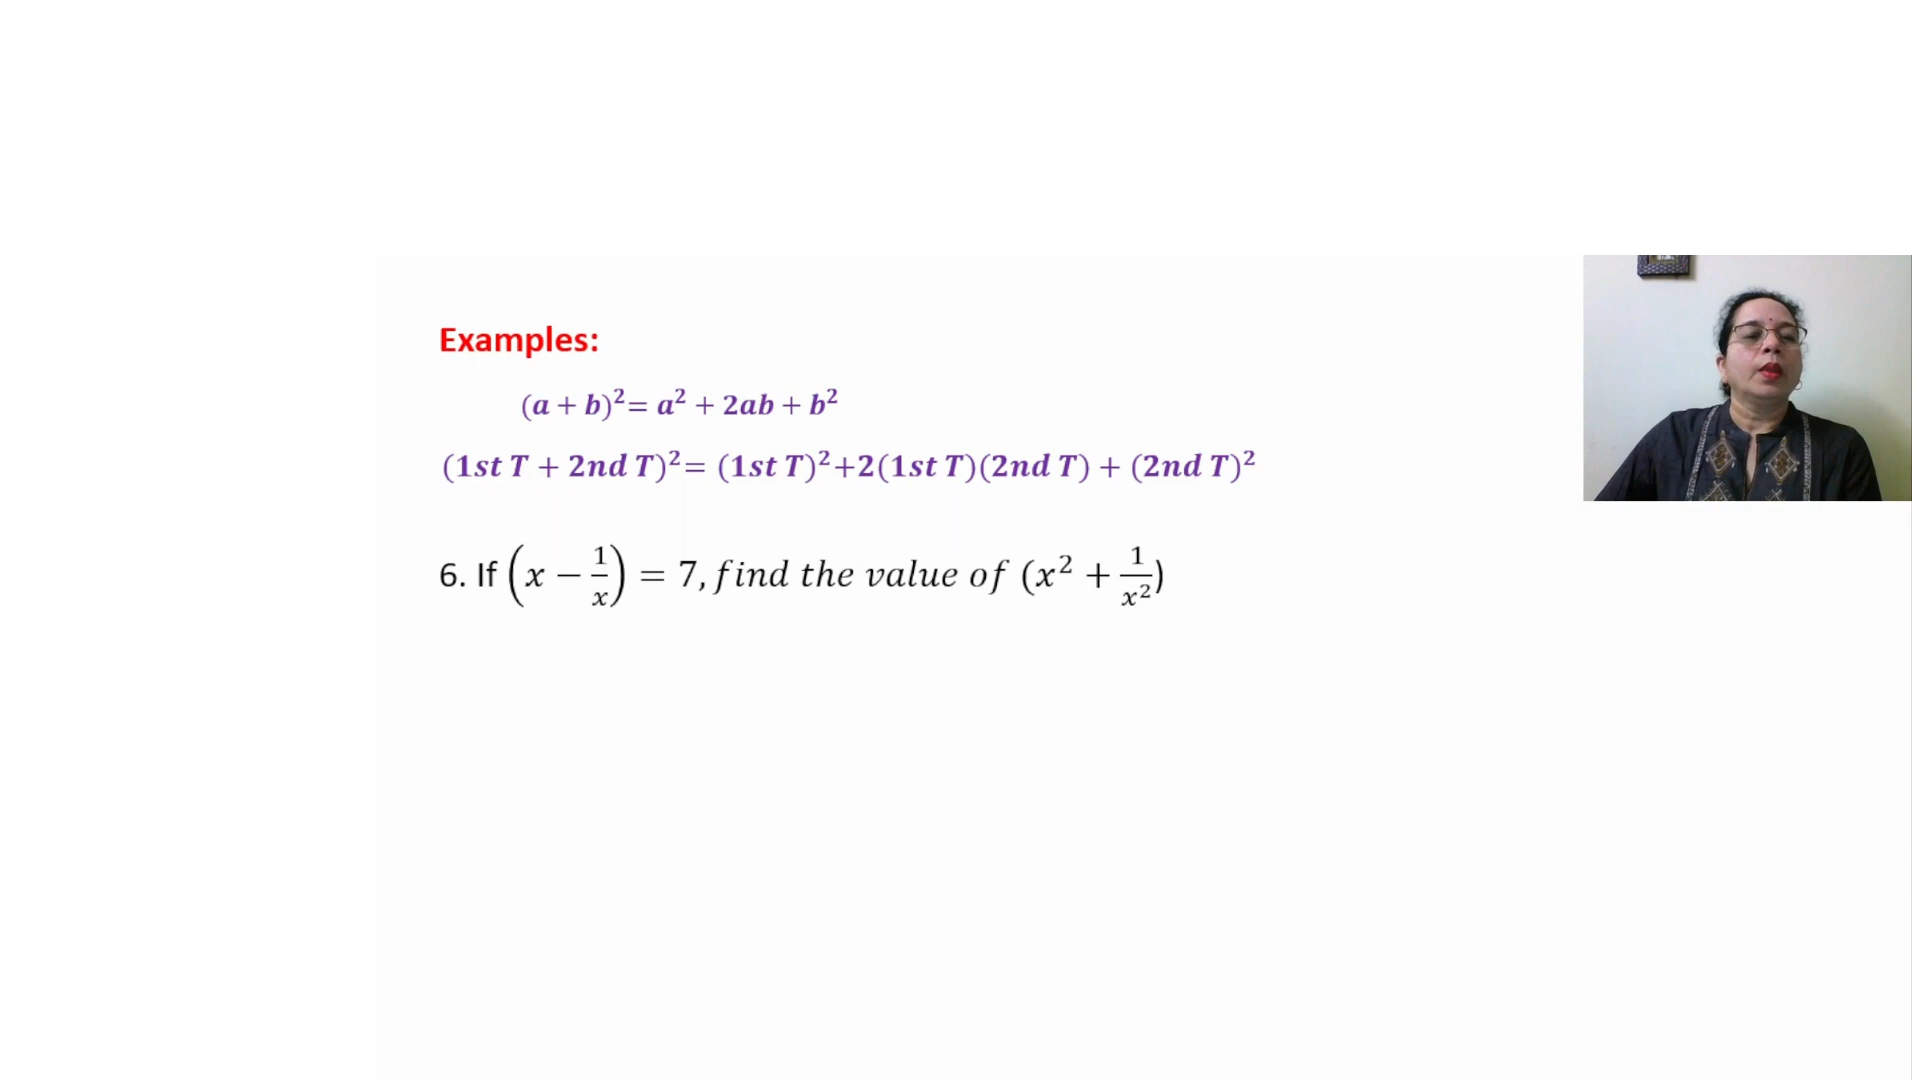 Examples:
(a + b)²= a² + 2ab + b²
(1st T + 2nd T)²= (1st T)²+2(1st T)(2nd T) + (2nd T)²
6. If (x − 1/x) = 7, find the value of (x² + 1/x²)